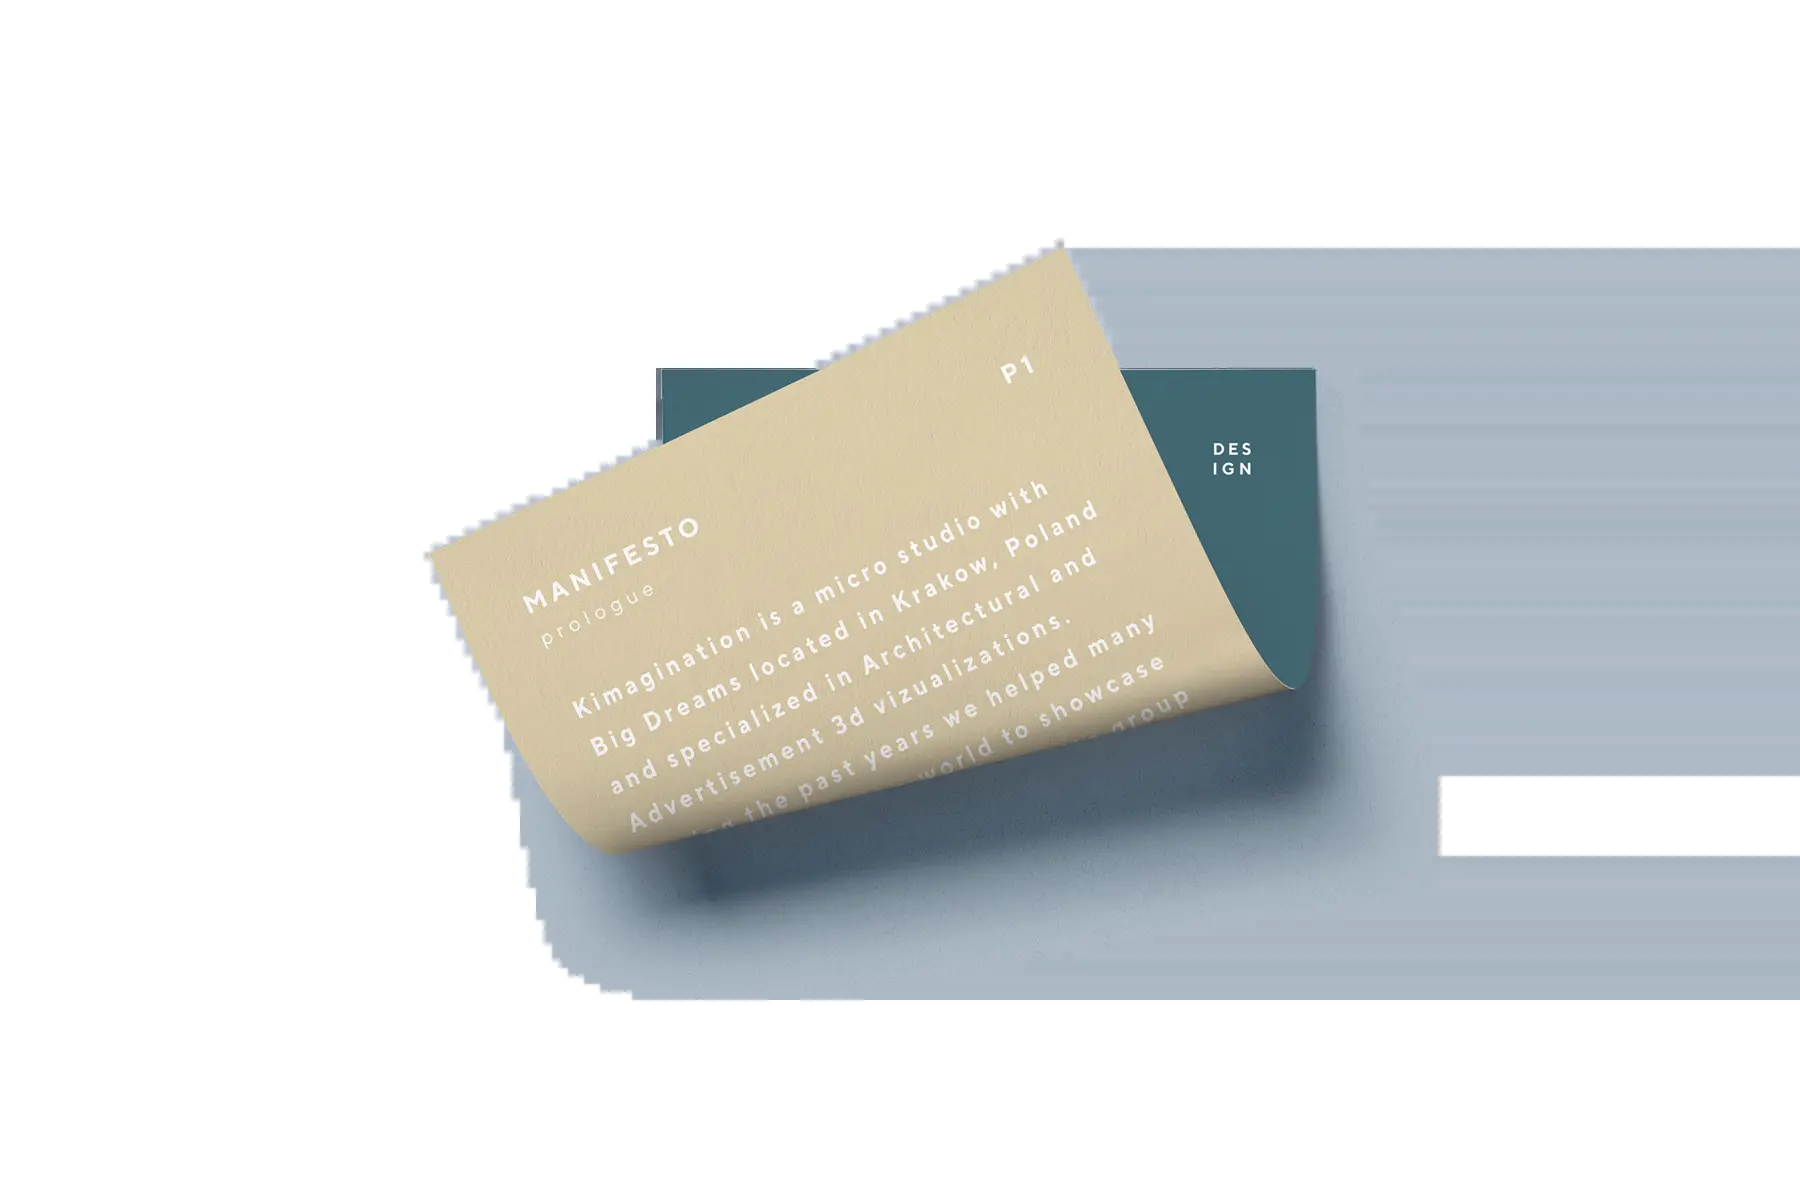 P1
DES
IGN
MANIFESTO
prologue
Kimagination is a micro studio with
Big Dreams located in Krakow, Poland
and specialized in Architectural and
Advertisement 3d vizualizations.
the past years we helped many
world to showcase
group